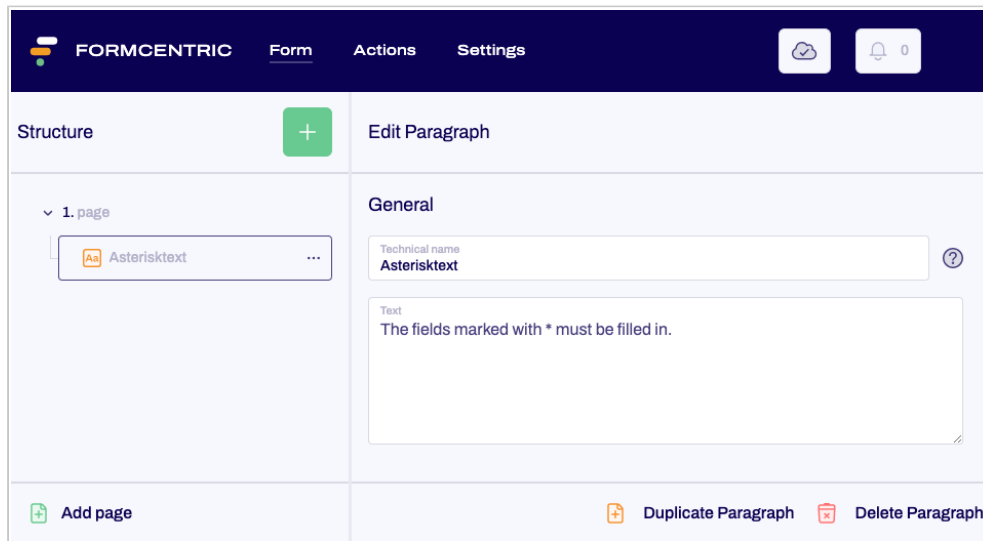 FORMCENTRIC Form Actions Settings 0
Structure
Edit Paragraph
1. page
Aa Asterisktext ...
General
Technical name
Asterisktext
?
Text
The fields marked with * must be filled in.
Add page
Duplicate Paragraph Delete Paragraph